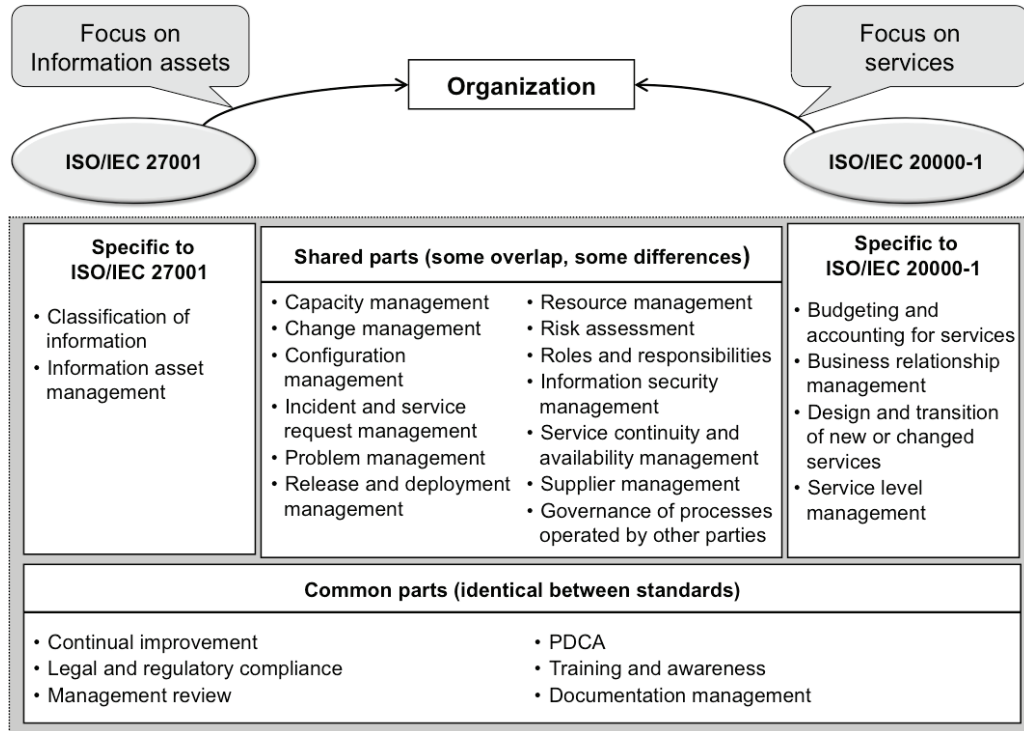 Focus on
Information assets
Organization
Focus on
services
ISO/IEC 27001
ISO/IEC 20000-1
Specific to
ISO/IEC 27001
• Classification of
information
• Information asset
management
Shared parts (some overlap, some differences)
• Capacity management
• Change management
• Configuration
management
• Incident and service
request management
• Problem management
• Release and deployment
management
• Resource management
• Risk assessment
• Roles and responsibilities
• Information security
management
• Service continuity and
availability management
• Supplier management
• Governance of processes
operated by other parties
Specific to
ISO/IEC 20000-1
• Budgeting and
accounting for services
• Business relationship
management
• Design and transition
of new or changed
services
• Service level
management
Common parts (identical between standards)
• Continual improvement
• Legal and regulatory compliance
• Management review
• PDCA
• Training and awareness
• Documentation management